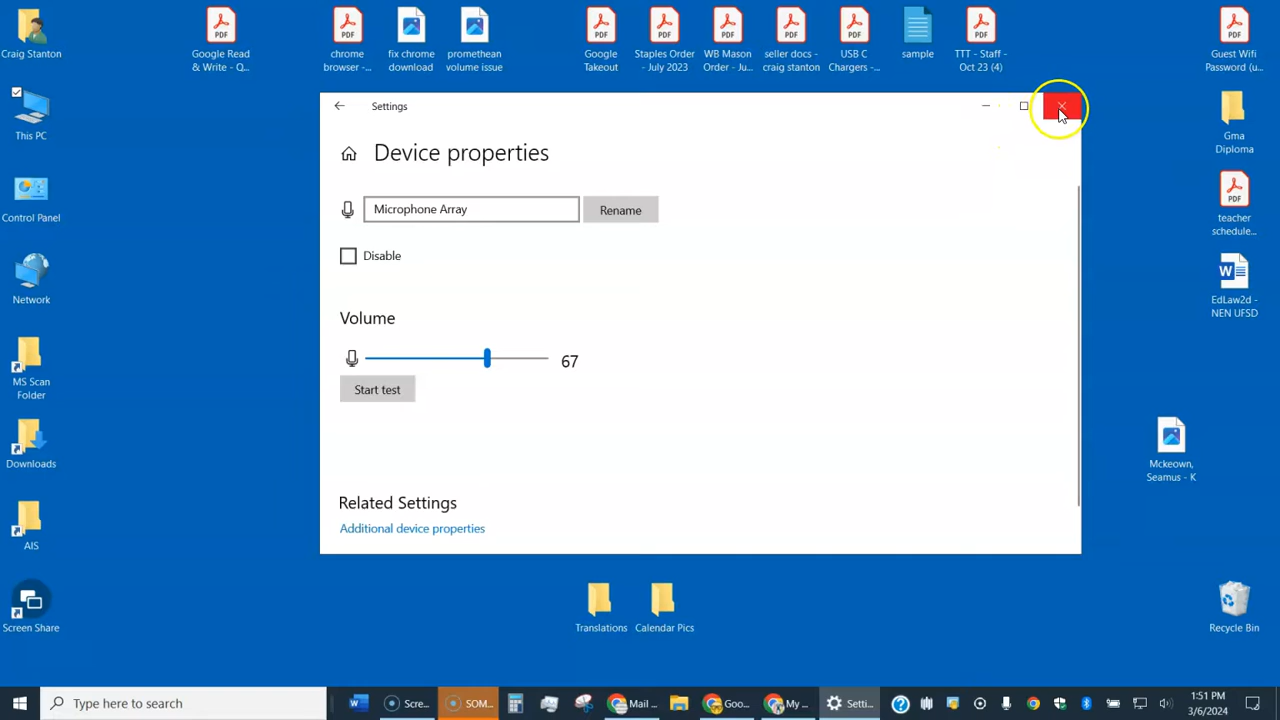 Craig Stanton
Google Read
& Write - Q...
chrome
browser -...
fix chrome
download
promethean
volume issue
Google
Takeout
Staples Order
- July 2023
WB Mason
Order - Ju...
seller docs -
craig stanton
USB C
Chargers -...
sample
TTT - Staff -
Oct 23 (4)
Guest Wifi
Password (u...
This PC
Control Panel
Network
MS Scan
Folder
Downloads
AIS
Screen Share
Settings
Device properties
Microphone Array
Rename
Disable
Volume
67
Start test
Related Settings
Additional device properties
Gma
Diploma
teacher
schedule...
EdLaw2d -
NEN UFSD
Mckeown,
Seamus - K
Translations
Calendar Pics
Recycle Bin
Type here to search
Scre...
SOM...
Mail ...
Goo...
My ...
Setti...
1:51 PM
3/6/2024